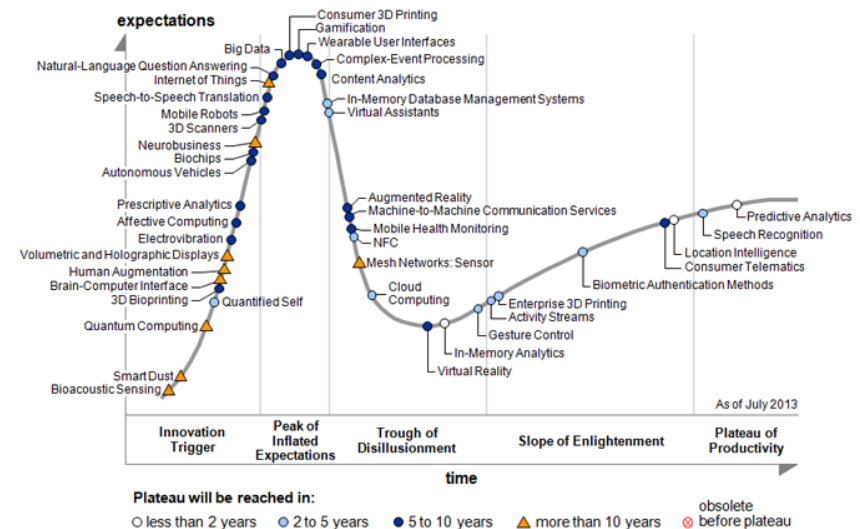 expectations
Consumer 3D Printing
Gamification
Wearable User Interfaces
Big Data
Complex-Event Processing
Natural-Language Question Answering
Internet of Things
Content Analytics
Speech-to-Speech Translation
In-Memory Database Management Systems
Mobile Robots
Virtual Assistants
3D Scanners
Neurobusiness
Biochips
Autonomous Vehicles
Prescriptive Analytics
Augmented Reality
Affective Computing
Machine-to-Machine Communication Services
Electrovibration
Mobile Health Monitoring
NFC
Volumetric and Holographic Displays
Mesh Networks: Sensor
Human Augmentation
Brain-Computer Interface
3D Bioprinting
Quantified Self
Cloud
Computing
Quantum Computing
Smart Dust
Bioacoustic Sensing
Predictive Analytics
Speech Recognition
Location Intelligence
Consumer Telematics
Biometric Authentication Methods
Enterprise 3D Printing
Activity Streams
Gesture Control
In-Memory Analytics
Virtual Reality
As of July 2013
Innovation
Trigger
Peak of
Inflated
Expectations
Trough of
Disillusionment
Slope of Enlightenment
Plateau of
Productivity
time
Plateau will be reached in:
less than 2 years
2 to 5 years
5 to 10 years
more than 10 years
obsolete
before plateau